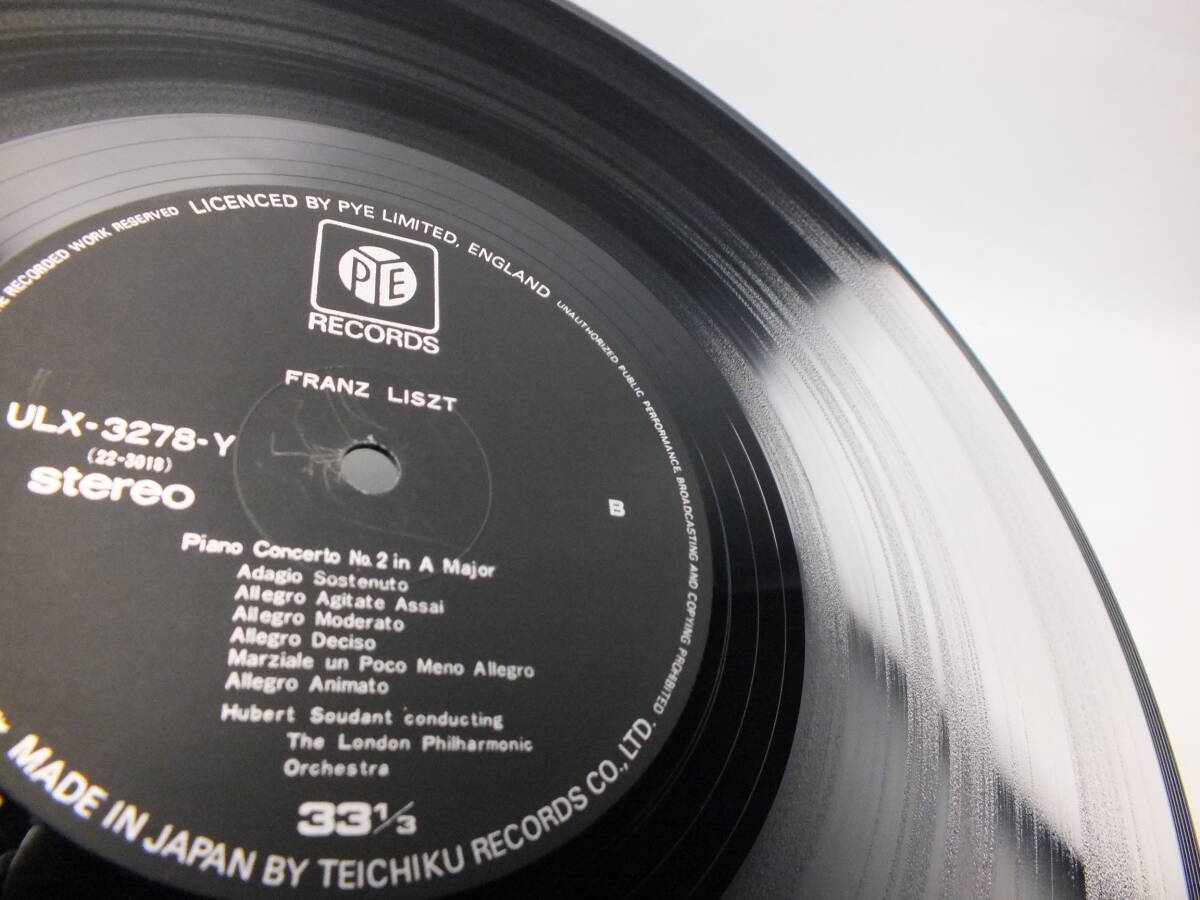 RECORDED WORK RESERVED LICENCED BY PYE LIMITED, ENGLAND UNAUTHORIZED PUBLIC PERFORMANCE, BROADCASTING AND COPYING PROHIBITED
PYE
RECORDS
FRANZ LISZT
ULX-3278-Y
(22-3018)
stereo
B
Piano Concerto No. 2 in A Major
Adagio Sostenuto
Allegro Agitate Assai
Allegro Moderato
Allegro Deciso
Marziale un Poco Meno Allegro
Allegro Animato
Hubert Soudant conducting
The London Philharmonic
Orchestra
33 1/3
MADE IN JAPAN BY TEICHIKU RECORDS CO., LTD.